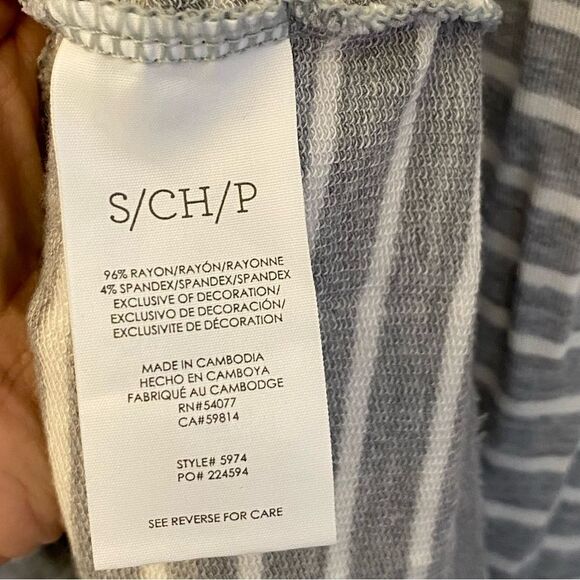 S/CH/P
96% RAYON/RAYÓN/RAYONNE
4% SPANDEX/SPANDEX/SPANDEX
EXCLUSIVE OF DECORATION/
EXCLUSIVO DE DECORACIÓN/
EXCLUSIVITE DE DÉCORATION
MADE IN CAMBODIA
HECHO EN CAMBOYA
FABRIQUÉ AU CAMBODGE
RN#54077
CA#59814
STYLE# 5974
PO# 224594
SEE REVERSE FOR CARE